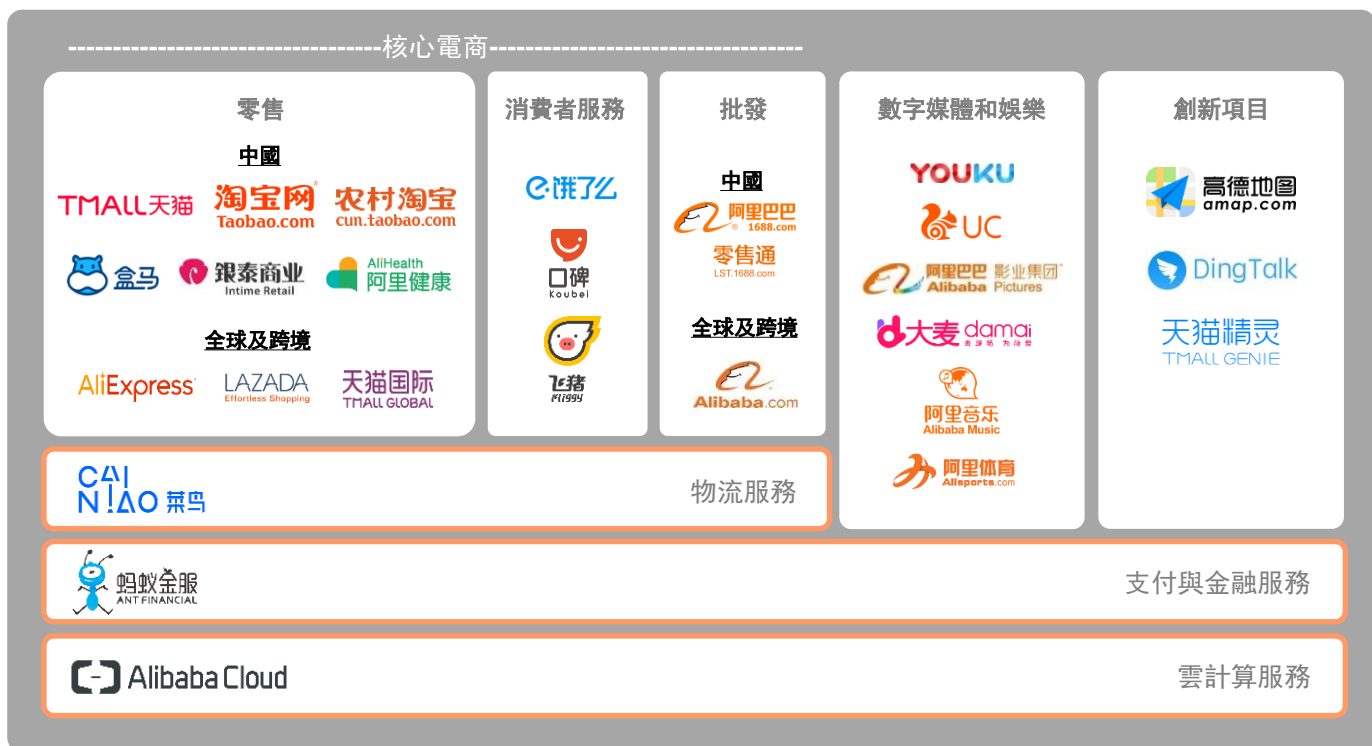 ---------------------------------核心電商---------------------------------
零售
中國
TMALL天猫
淘宝网
Taobao.com
农村淘宝
cun.taobao.com
盒马
银泰商业
Intime Retail
AliHealth
阿里健康
全球及跨境
AliExpress
LAZADA
Effortless Shopping
天猫国际
TMALL GLOBAL
消費者服務
饿了么
口碑
Koubei
飞猪
Fliggy
批發
中國
阿里巴巴
1688.com
零售通
LST.1688.com
全球及跨境
Alibaba.com
數字媒體和娛樂
YOUKU
UC
阿里巴巴 影业集团
Alibaba Pictures
大麦 damai
阿里音乐
Alibaba Music
阿里体育
Alisports.com
創新項目
高德地图
amap.com
DingTalk
天猫精灵
TMALL GENIE
CAI
NIAO 菜鸟
物流服務
蚂蚁金服
ANT FINANCIAL
支付與金融服務
Alibaba Cloud
雲計算服務